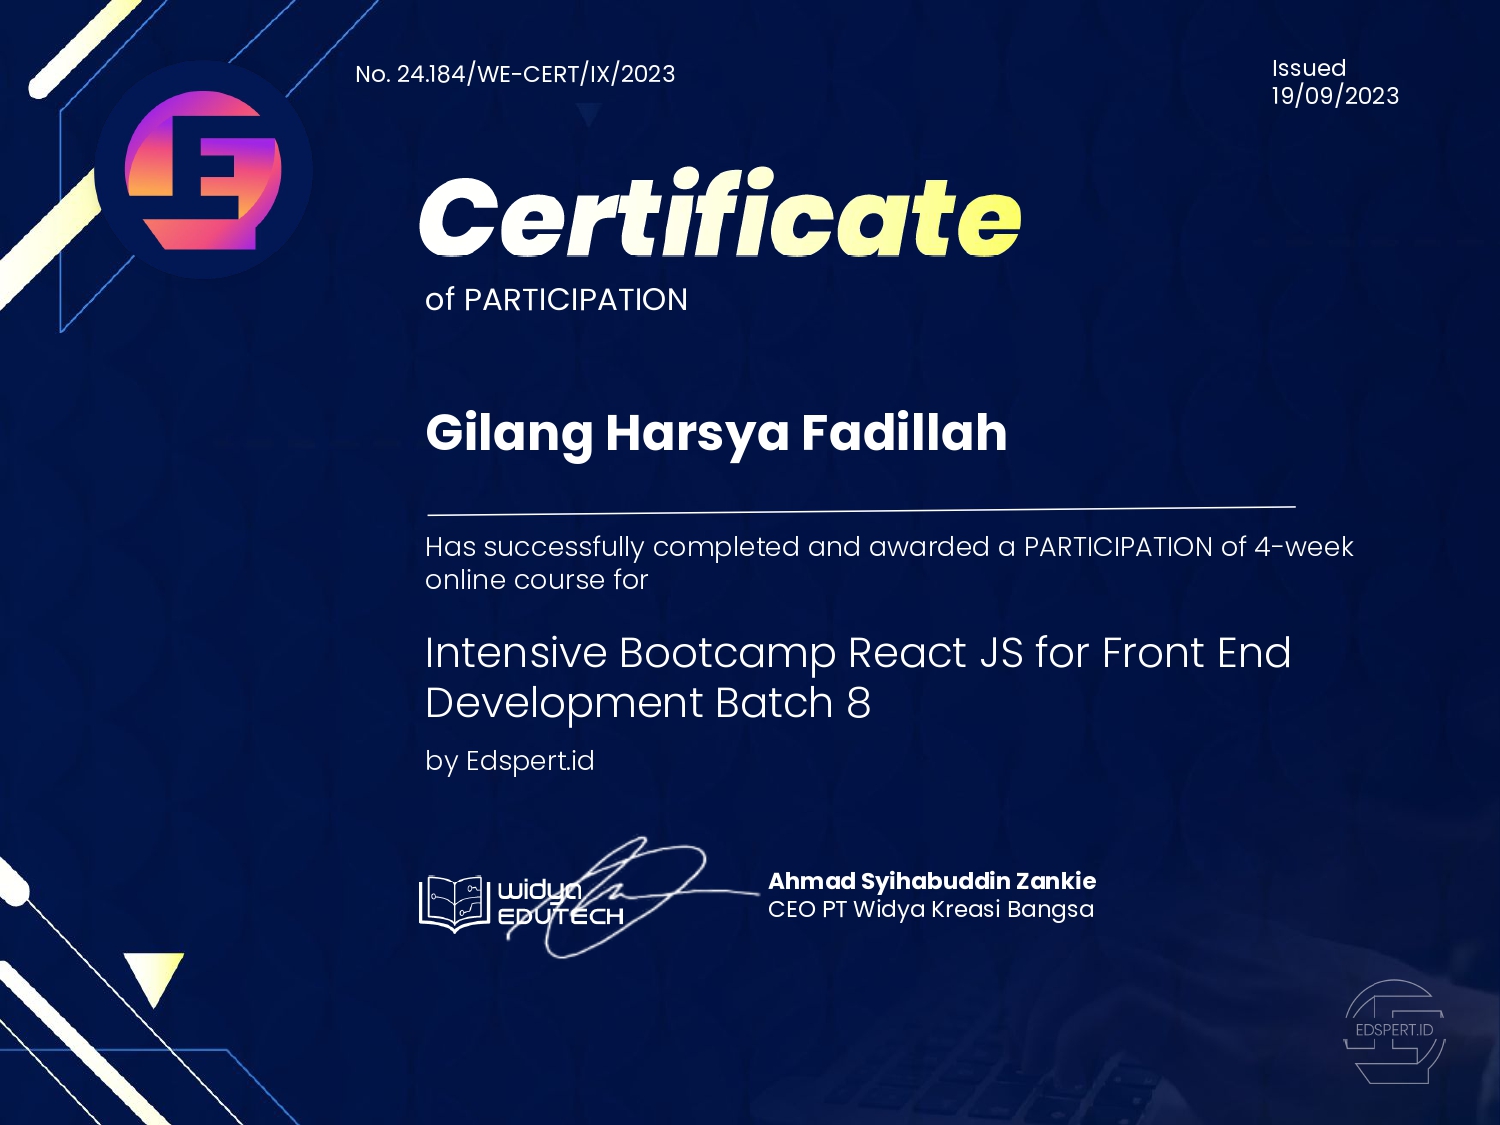 No. 24.184/WE-CERT/IX/2023
Issued
19/09/2023
Certificate
of PARTICIPATION
Gilang Harsya Fadillah
Has successfully completed and awarded a PARTICIPATION of 4-week
online course for
Intensive Bootcamp React JS for Front End
Development Batch 8
by Edspert.id
widya
EDUTECH
Ahmad Syihabuddin Zankie
CEO PT Widya Kreasi Bangsa
EDSPERT.ID